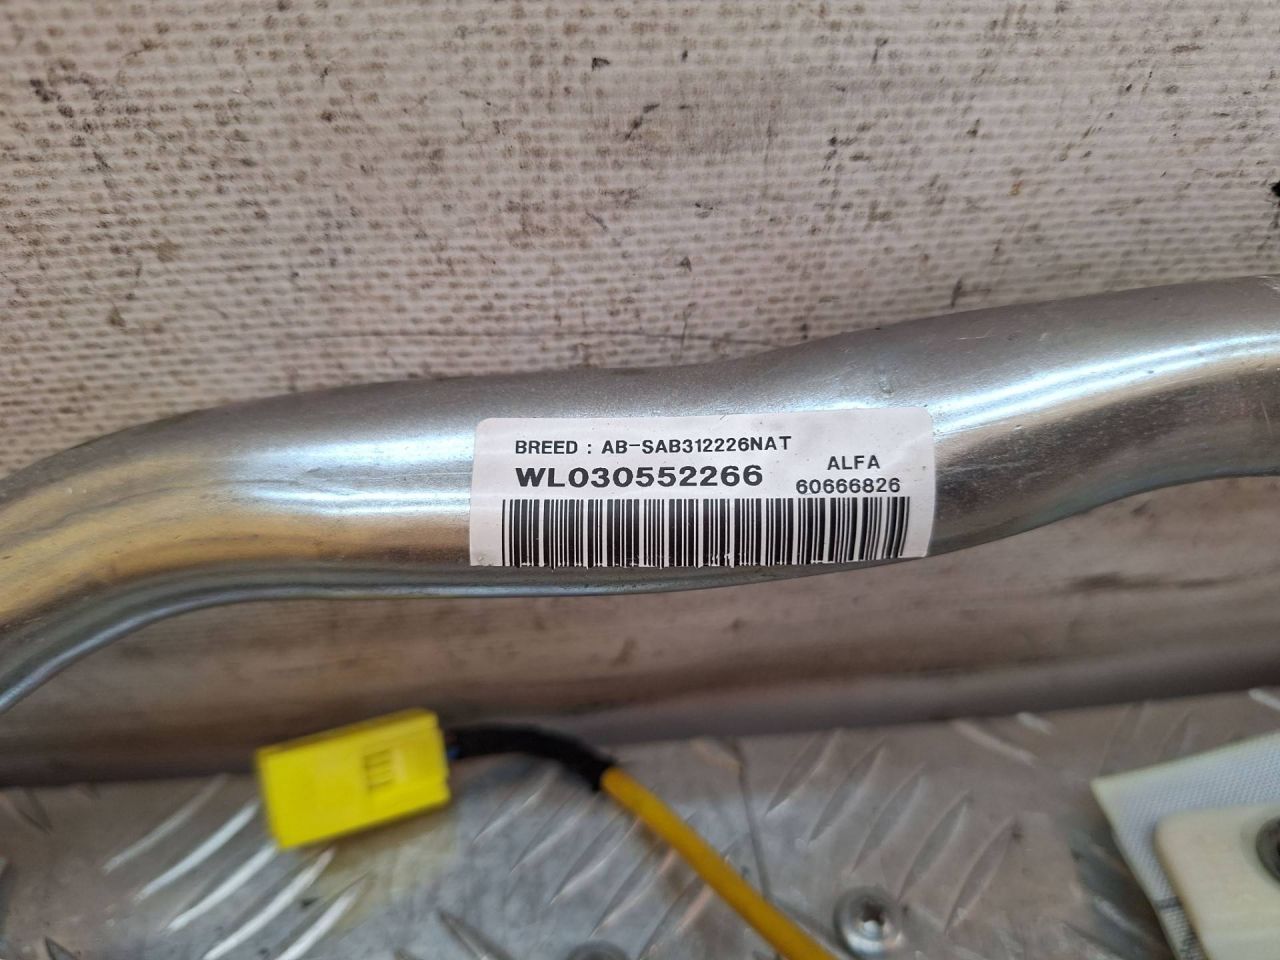 BREED : AB-SAB312226NAT
WL030552266
ALFA
60666826